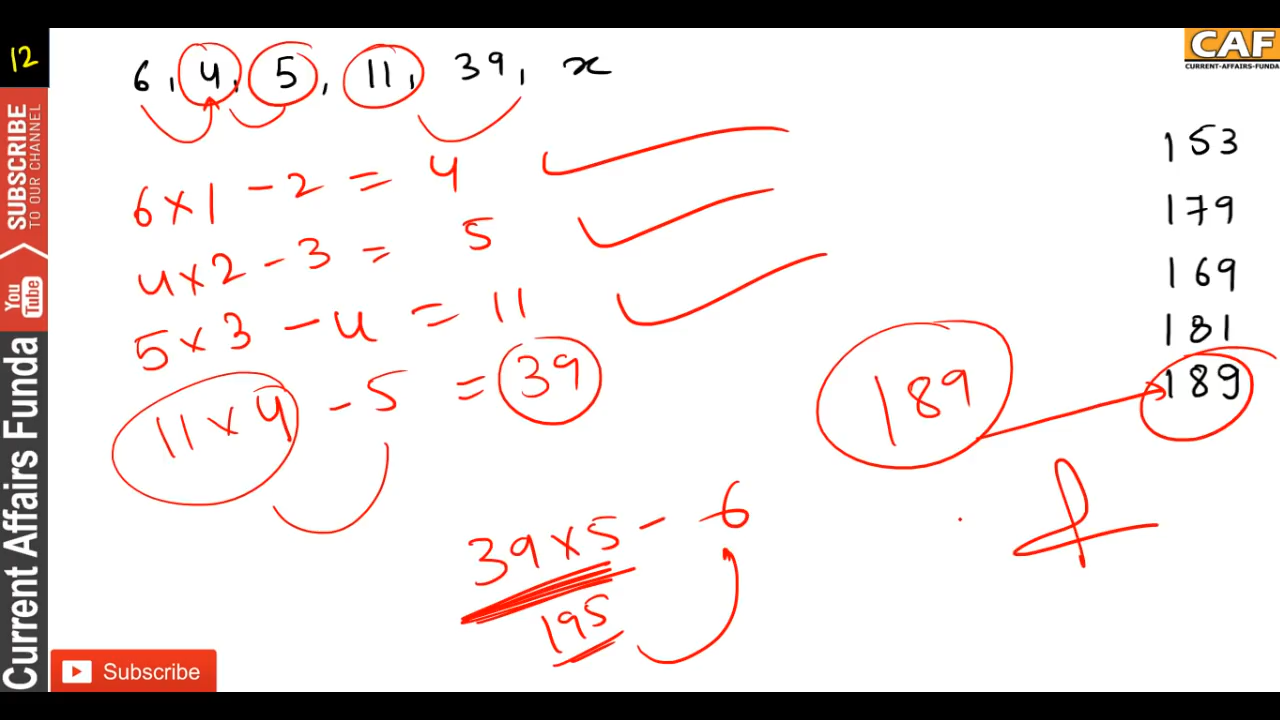 12
6, 4, 5, 11, 39, x
CAF
CURRENT-AFFAIRS-FUNDA
6 × 1 - 2 = 4
4 × 2 - 3 = 5
5 × 3 - 4 = 11
11 × 4 - 5 = 39
39 × 5 - 6
195
189
153
179
169
181
189
SUBSCRIBE
TO OUR CHANNEL
You
Tube
Current Affairs Funda
Subscribe